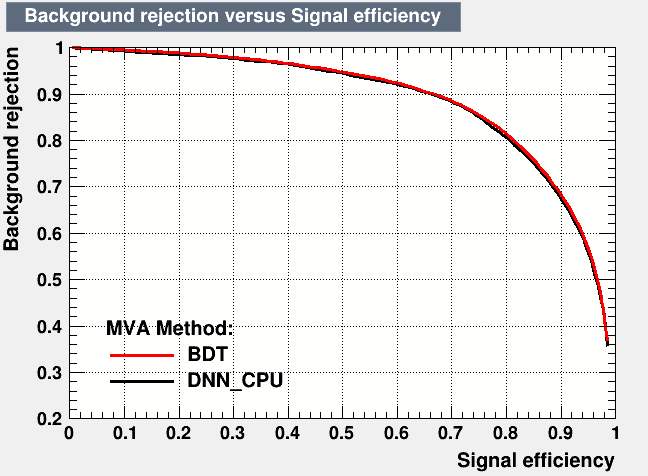 Background rejection versus Signal efficiency
Background rejection
1
0.9
0.8
0.7
0.6
0.5
0.4
0.3
0.2
MVA Method:
BDT
DNN_CPU
0 0.1 0.2 0.3 0.4 0.5 0.6 0.7 0.8 0.9 1
Signal efficiency